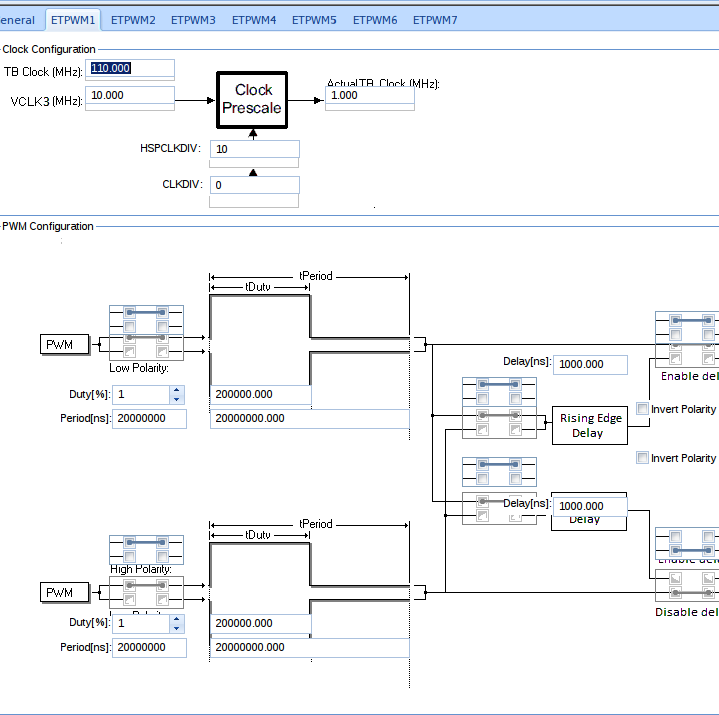 eneral ETPWM1 ETPWM2 ETPWM3 ETPWM4 ETPWM5 ETPWM6 ETPWM7
Clock Configuration
TB Clock (MHz): 110.000
VCLK3 (MHz): 10.000
Clock
Prescale
Actual TB Clock (MHz):
1.000
HSPCLKDIV: 10
CLKDIV: 0
PWM Configuration
tPeriod
tDuty
PWM
Low Polarity:
Duty[%]: 1 200000.000
Period[ns]: 20000000 20000000.000
Delay[ns]: 1000.000
Enable del
Invert Polarity
Rising Edge
Delay
Invert Polarity
Delay[ns]: 1000.000
Delay
tPeriod
tDuty
High Polarity:
PWM
Duty[%]: 1 200000.000
Period[ns]: 20000000 20000000.000
Enable del
Disable del